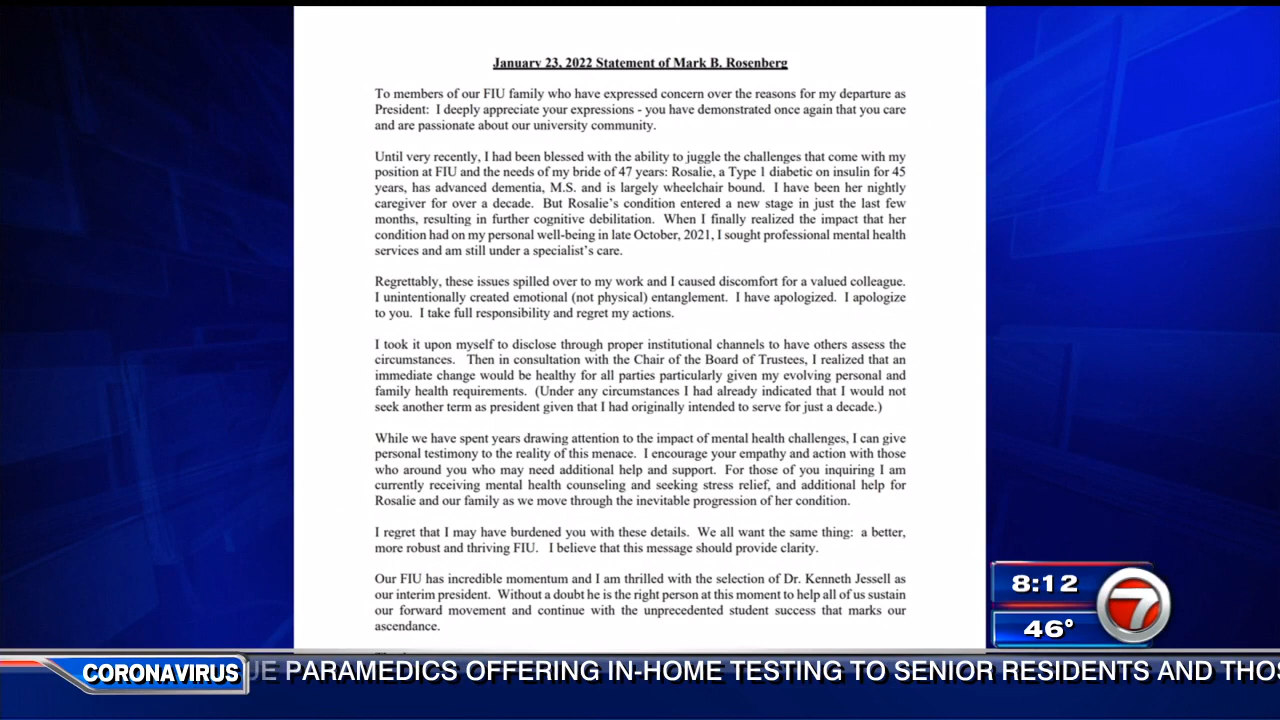 January 23, 2022 Statement of Mark B. Rosenberg
To members of our FIU family who have expressed concern over the reasons for my departure as
President: I deeply appreciate your expressions - you have demonstrated once again that you care
and are passionate about our university community.
Until very recently, I had been blessed with the ability to juggle the challenges that come with my
position at FIU and the needs of my bride of 47 years: Rosalie, a Type 1 diabetic on insulin for 45
years, has advanced dementia, M.S. and is largely wheelchair bound. I have been her nightly
caregiver for over a decade. But Rosalie's condition entered a new stage in just the last few
months, resulting in further cognitive debilitation. When I finally realized the impact that her
condition had on my personal well-being in late October, 2021, I sought professional mental health
services and am still under a specialist's care.
Regrettably, these issues spilled over to my work and I caused discomfort for a valued colleague.
I unintentionally created emotional (not physical) entanglement. I have apologized. I apologize
to you. I take full responsibility and regret my actions.
I took it upon myself to disclose through proper institutional channels to have others assess the
circumstances. Then in consultation with the Chair of the Board of Trustees, I realized that an
immediate change would be healthy for all parties particularly given my evolving personal and
family health requirements. (Under any circumstances I had already indicated that I would not
seek another term as president given that I had originally intended to serve for just a decade.)
While we have spent years drawing attention to the impact of mental health challenges, I can give
personal testimony to the reality of this menace. I encourage your empathy and action with those
who around you who may need additional help and support. For those of you inquiring I am
currently receiving mental health counseling and seeking stress relief, and additional help for
Rosalie and our family as we move through the inevitable progression of her condition.
I regret that I may have burdened you with these details. We all want the same thing: a better,
more robust and thriving FIU. I believe that this message should provide clarity.
Our FIU has incredible momentum and I am thrilled with the selection of Dr. Kenneth Jessell as
our interim president. Without a doubt he is the right person at this moment to help all of us sustain
our forward movement and continue with the unprecedented student success that marks our
ascendance.
8:12
7
46°
CORONAVIRUS UE PARAMEDICS OFFERING IN-HOME TESTING TO SENIOR RESIDENTS AND THOS